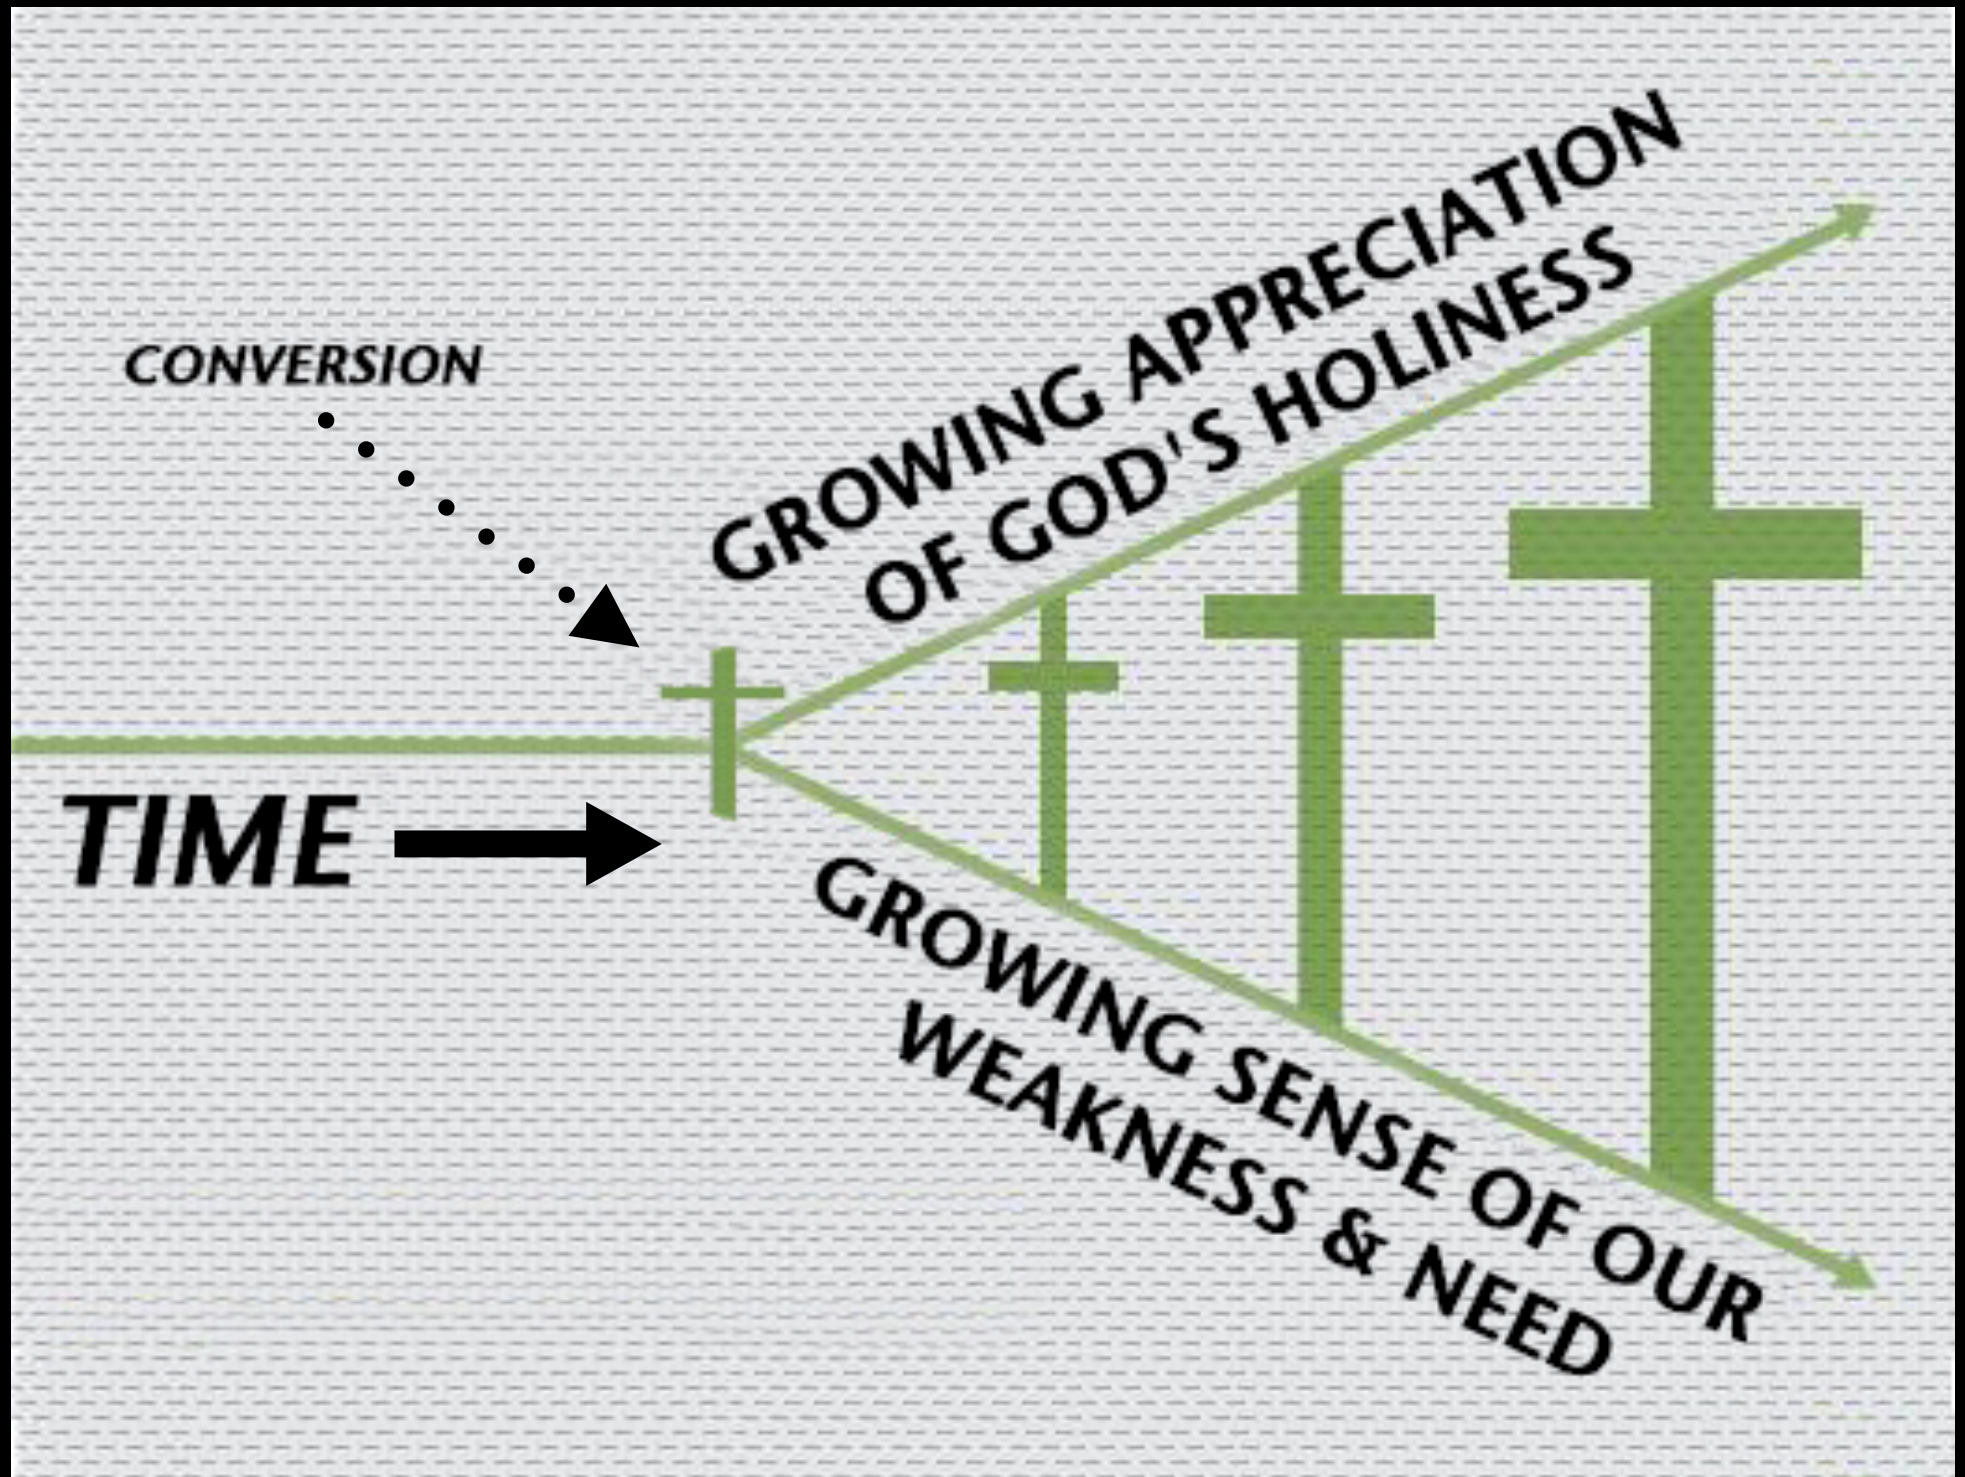 CONVERSION
GROWING APPRECIATION
OF GOD'S HOLINESS
TIME
GROWING SENSE OF OUR
WEAKNESS & NEED